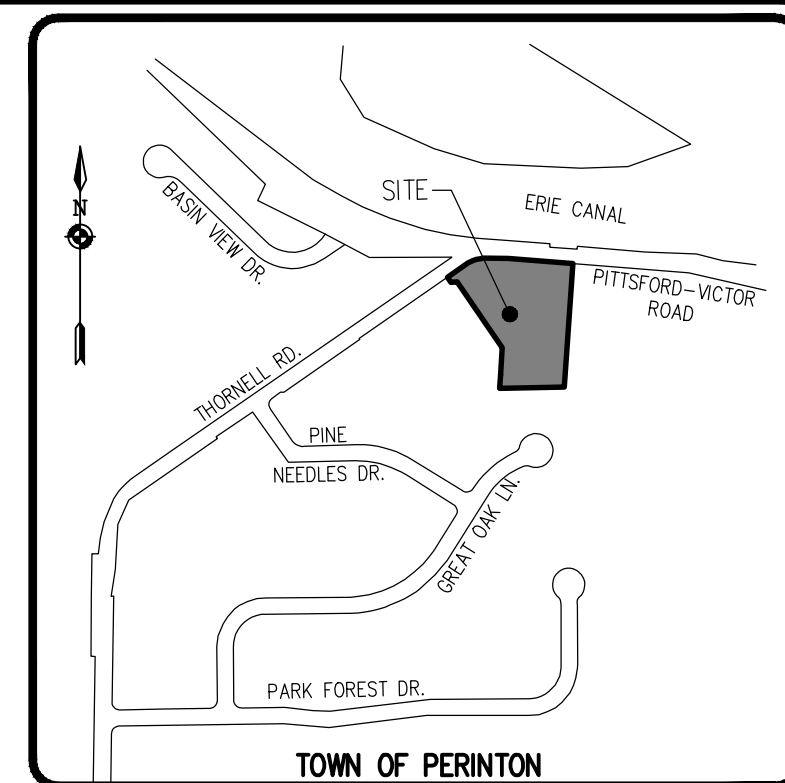 SITE
ERIE CANAL
N
BASIN VIEW DR.
PITTSFORD-VICTOR
ROAD
THORNELL RD.
PINE
NEEDLES DR.
GREAT OAK LN.
PARK FOREST DR.
TOWN OF PERINTON